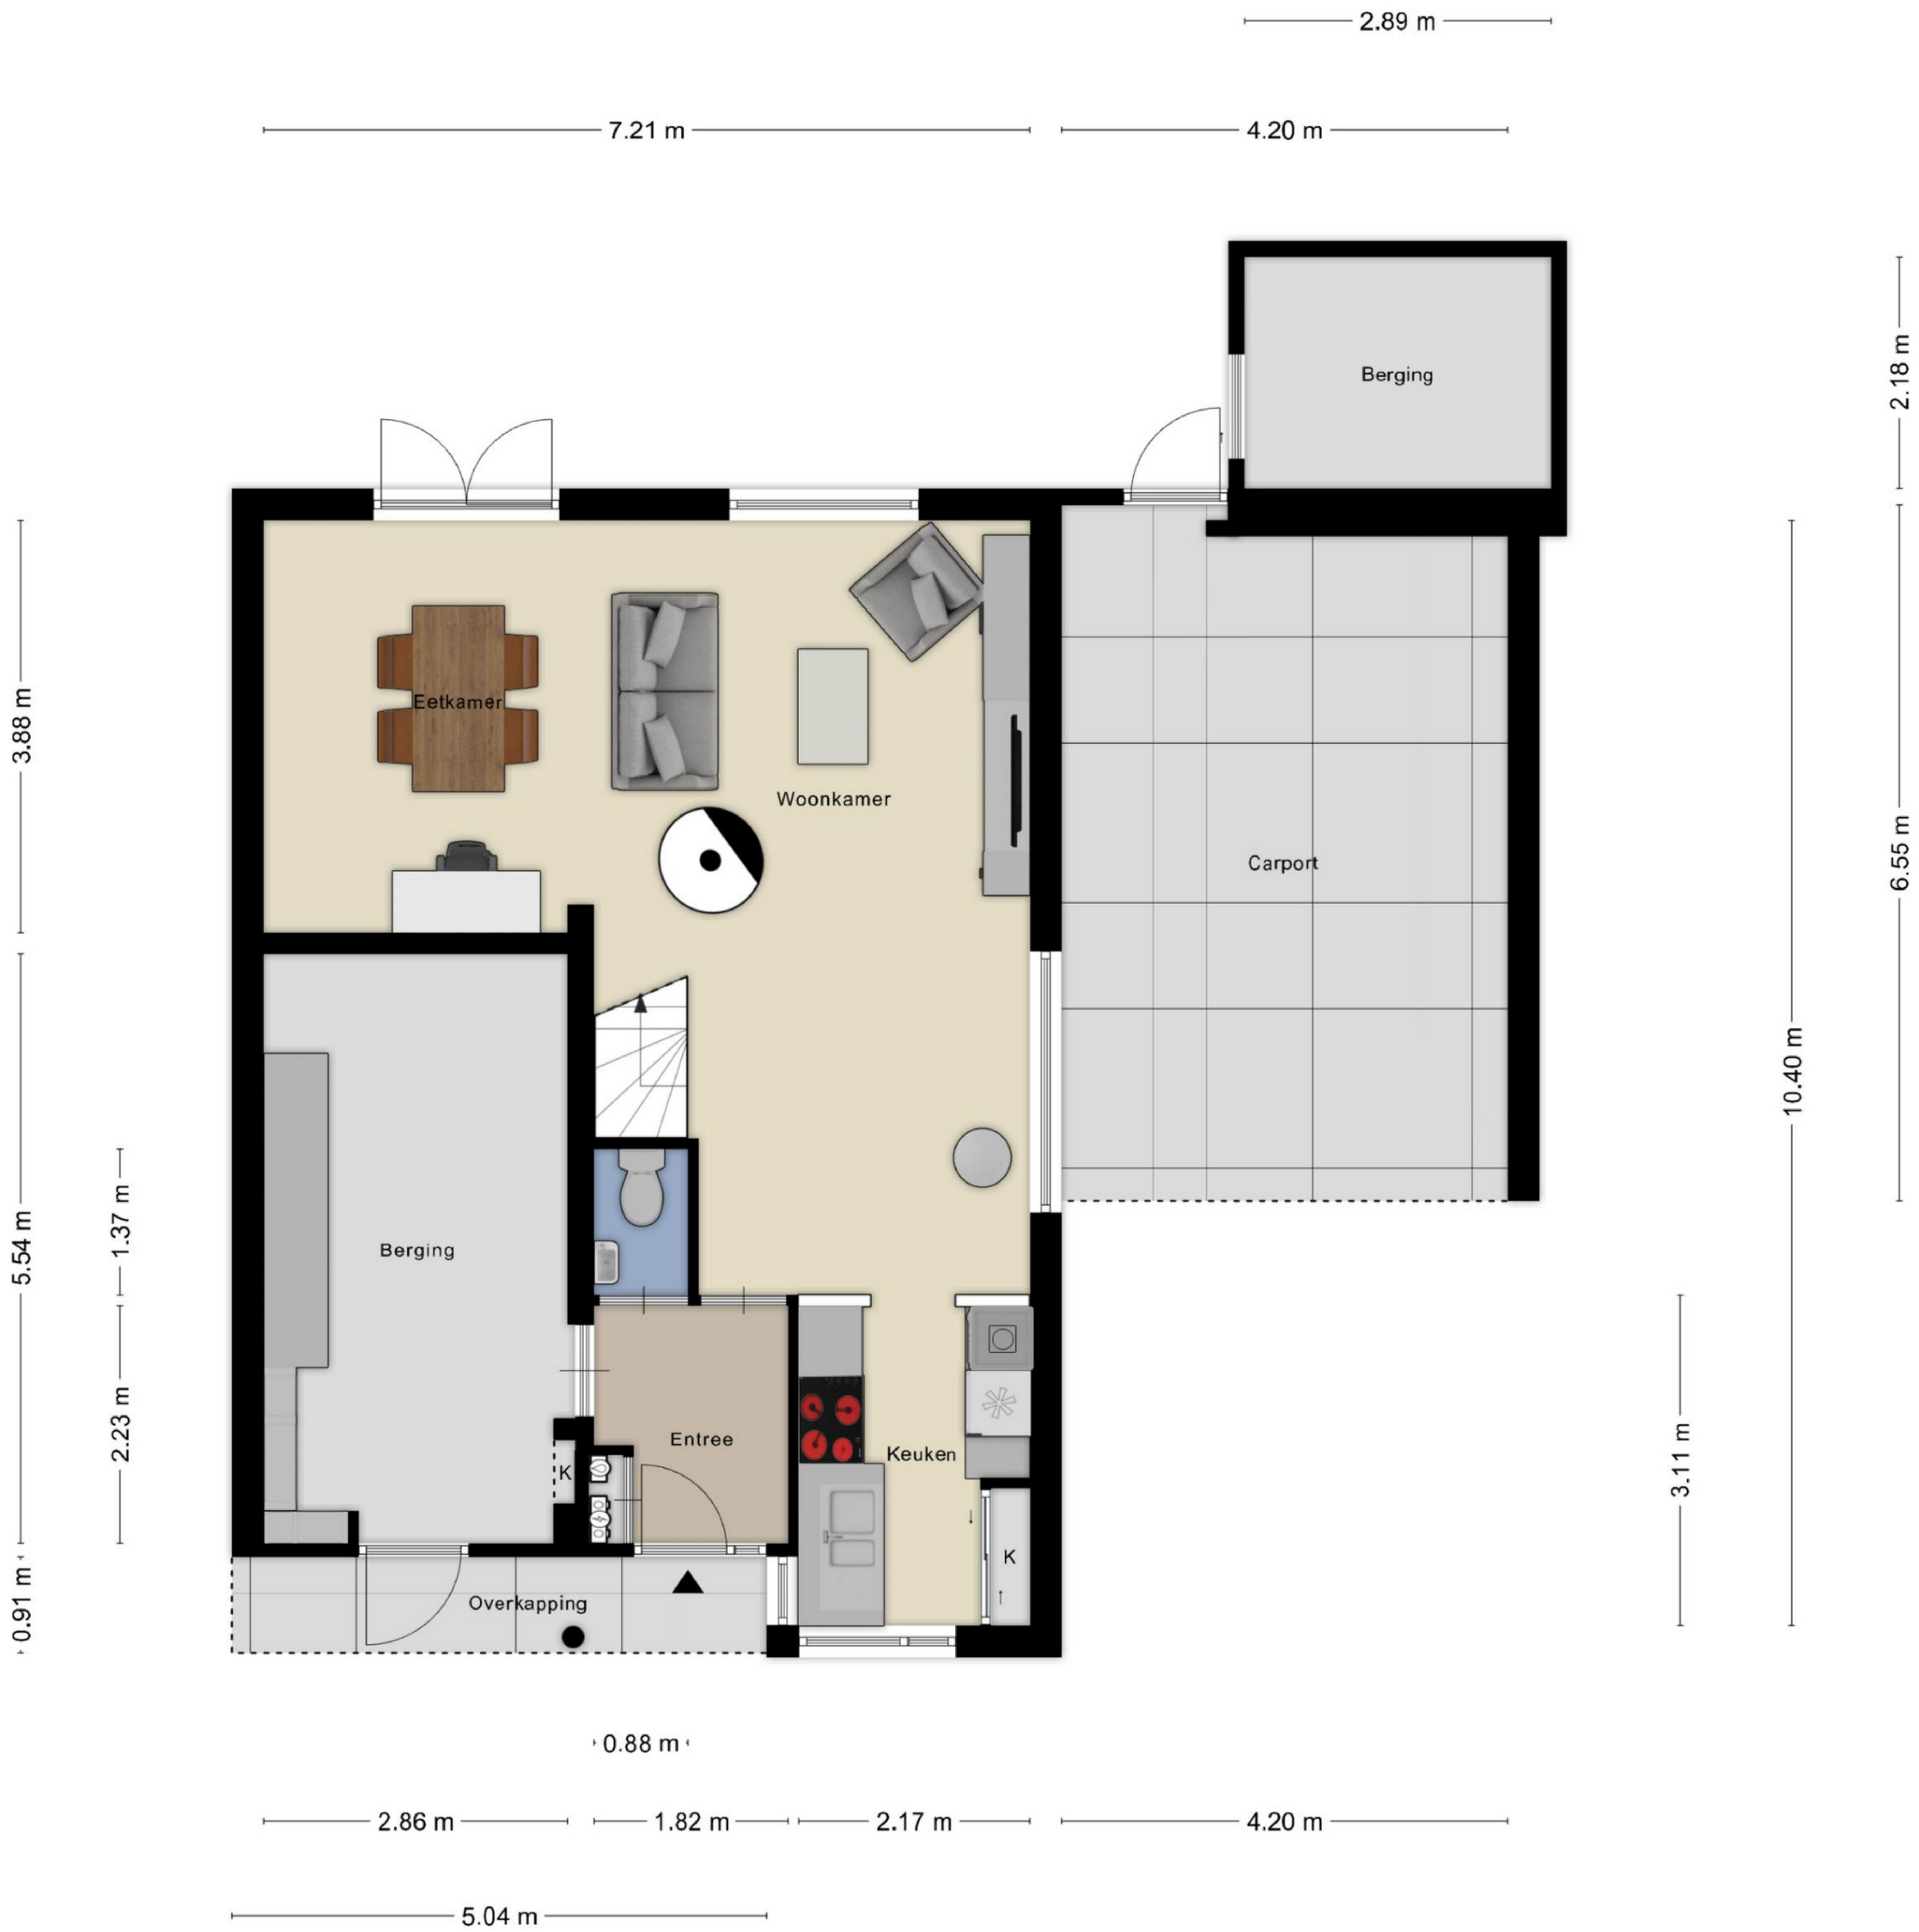 2.89 m
7.21 m
4.20 m
Berging
2.18 m
3.88 m
Eetkamer
Woonkamer
Carport
6.55 m
10.40 m
5.54 m
1.37 m
Berging
2.23 m
Entree
Keuken
3.11 m
K
K
0.91 m
Overkapping
0.88 m
2.86 m
1.82 m
2.17 m
4.20 m
5.04 m